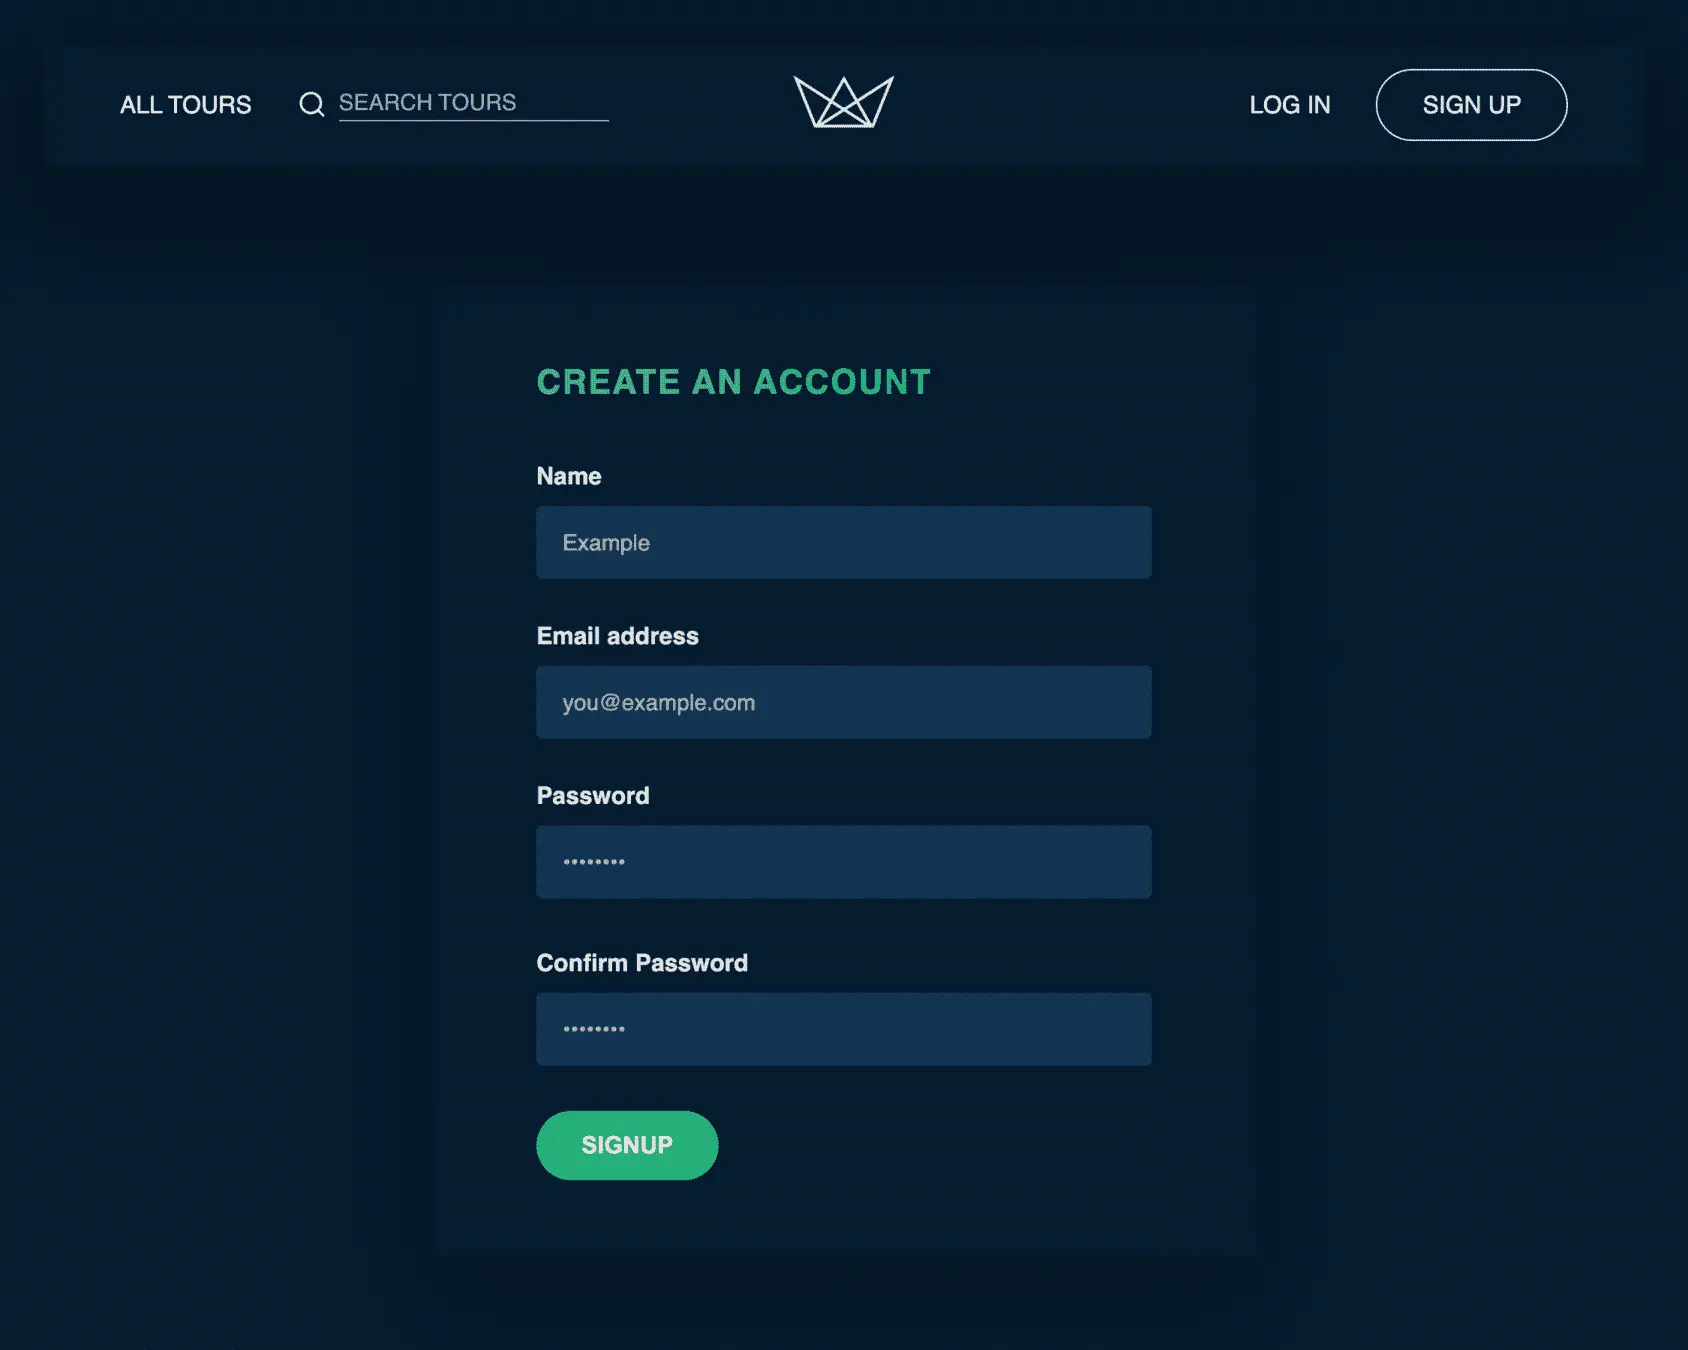 ALL TOURS
SEARCH TOURS
LOG IN
SIGN UP
CREATE AN ACCOUNT
Name
Example
Email address
you@example.com
Password
••••••••
Confirm Password
••••••••
SIGNUP